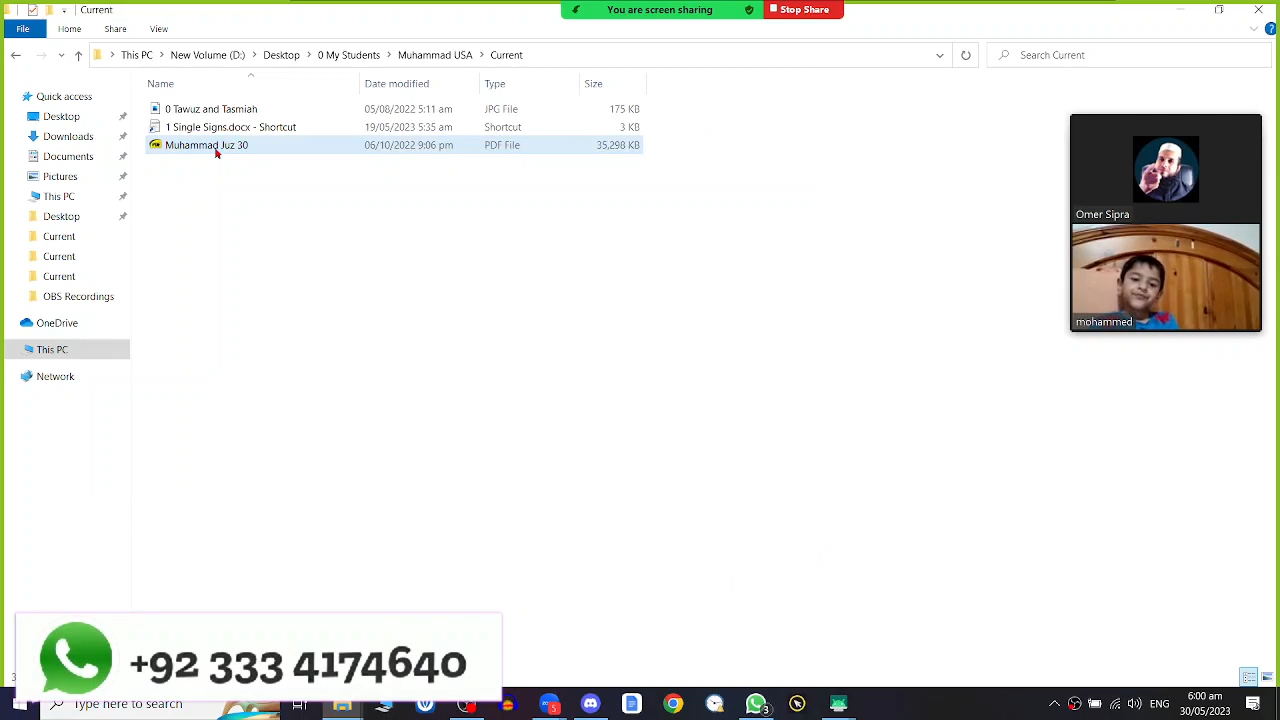 Current
You are screen sharing
Stop Share
File
Home
Share
View
This PC
New Volume (D:)
Desktop
0 My Students
Muhammad USA
Current
Search Current
Name
Date modified
Type
Size
0 Tawuz and Tasmiah
05/08/2022 5:11 am
JPG File
175 KB
1 Single Signs.docx - Shortcut
19/05/2023 5:35 am
Shortcut
3 KB
Muhammad Juz 30
06/10/2022 9:06 pm
PDF File
35,298 KB
Quick access
Desktop
Downloads
Documents
Pictures
This PC
Desktop
Current
Current
Current
OBS Recordings
OneDrive
This PC
Network
Omer Sipra
mohammed
+92 333 4174640
Type here to search
5
3
ENG
6:00 am
30/05/2023